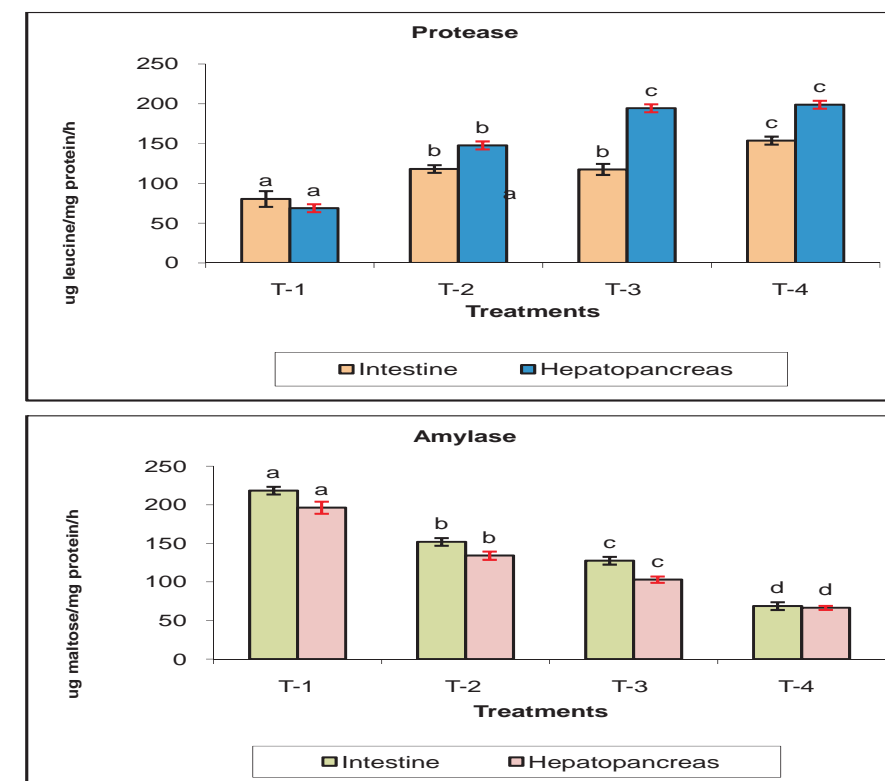 Protease
250
200
150
100
50
0
ug leucine/mg protein/h
a a b b b c c c
a
T-1 T-2 T-3 T-4
Treatments
Intestine Hepatopancreas
Amylase
250
200
150
100
50
0
ug maltose/mg protein/h
a a b b c c d d
T-1 T-2 T-3 T-4
Treatments
Intestine Hepatopancreas